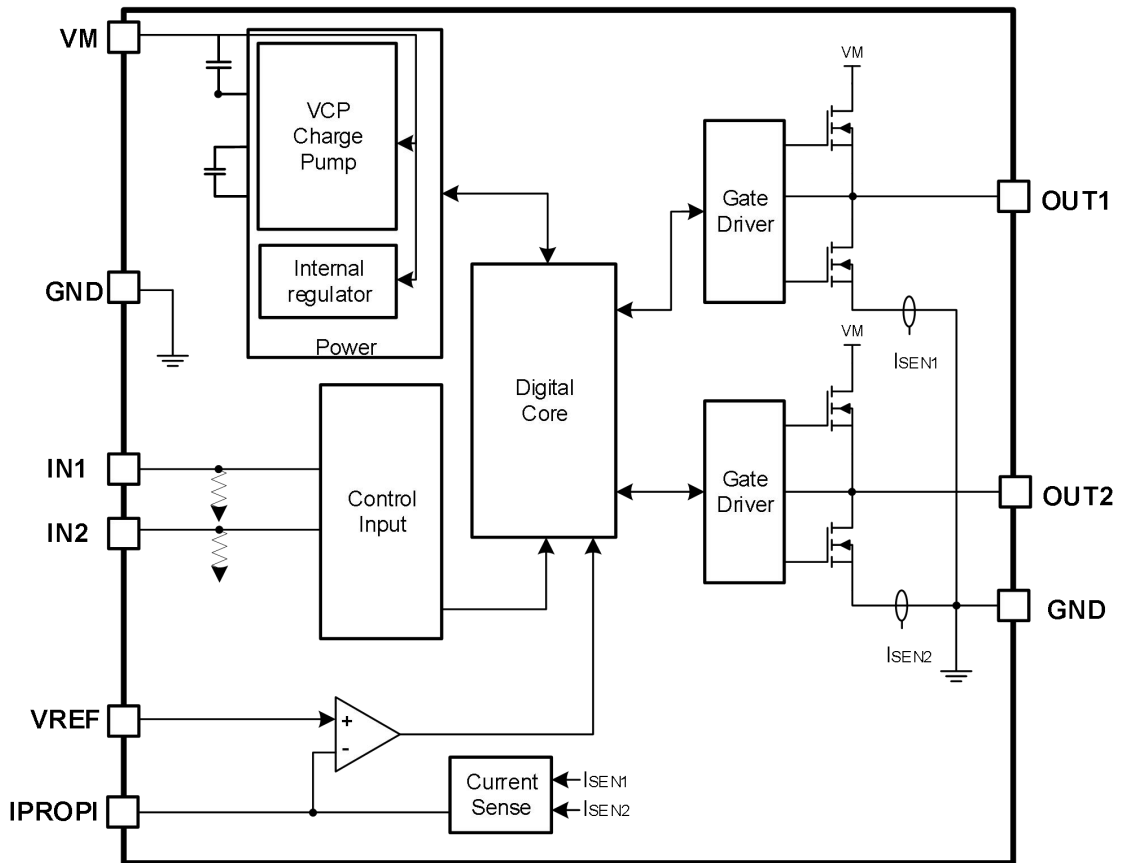 VM
VCP
Charge
Pump
Internal
regulator
Power
GND
IN1
IN2
Control
Input
VREF
+
-
IPROPI
Current
Sense
ISEN1
ISEN2
Digital
Core
Gate
Driver
VM
OUT1
ISEN1
Gate
Driver
VM
OUT2
ISEN2
GND